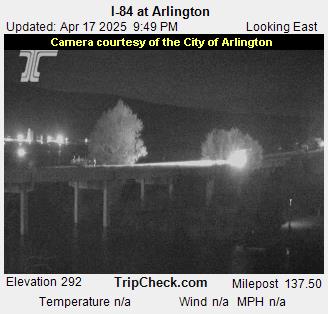 I-84 at Arlington
Updated: Apr 17 2025 9:49 PM Looking East
Camera courtesy of the City of Arlington
Elevation 292 TripCheck.com Milepost 137.50
Temperature n/a Wind n/a MPH n/a